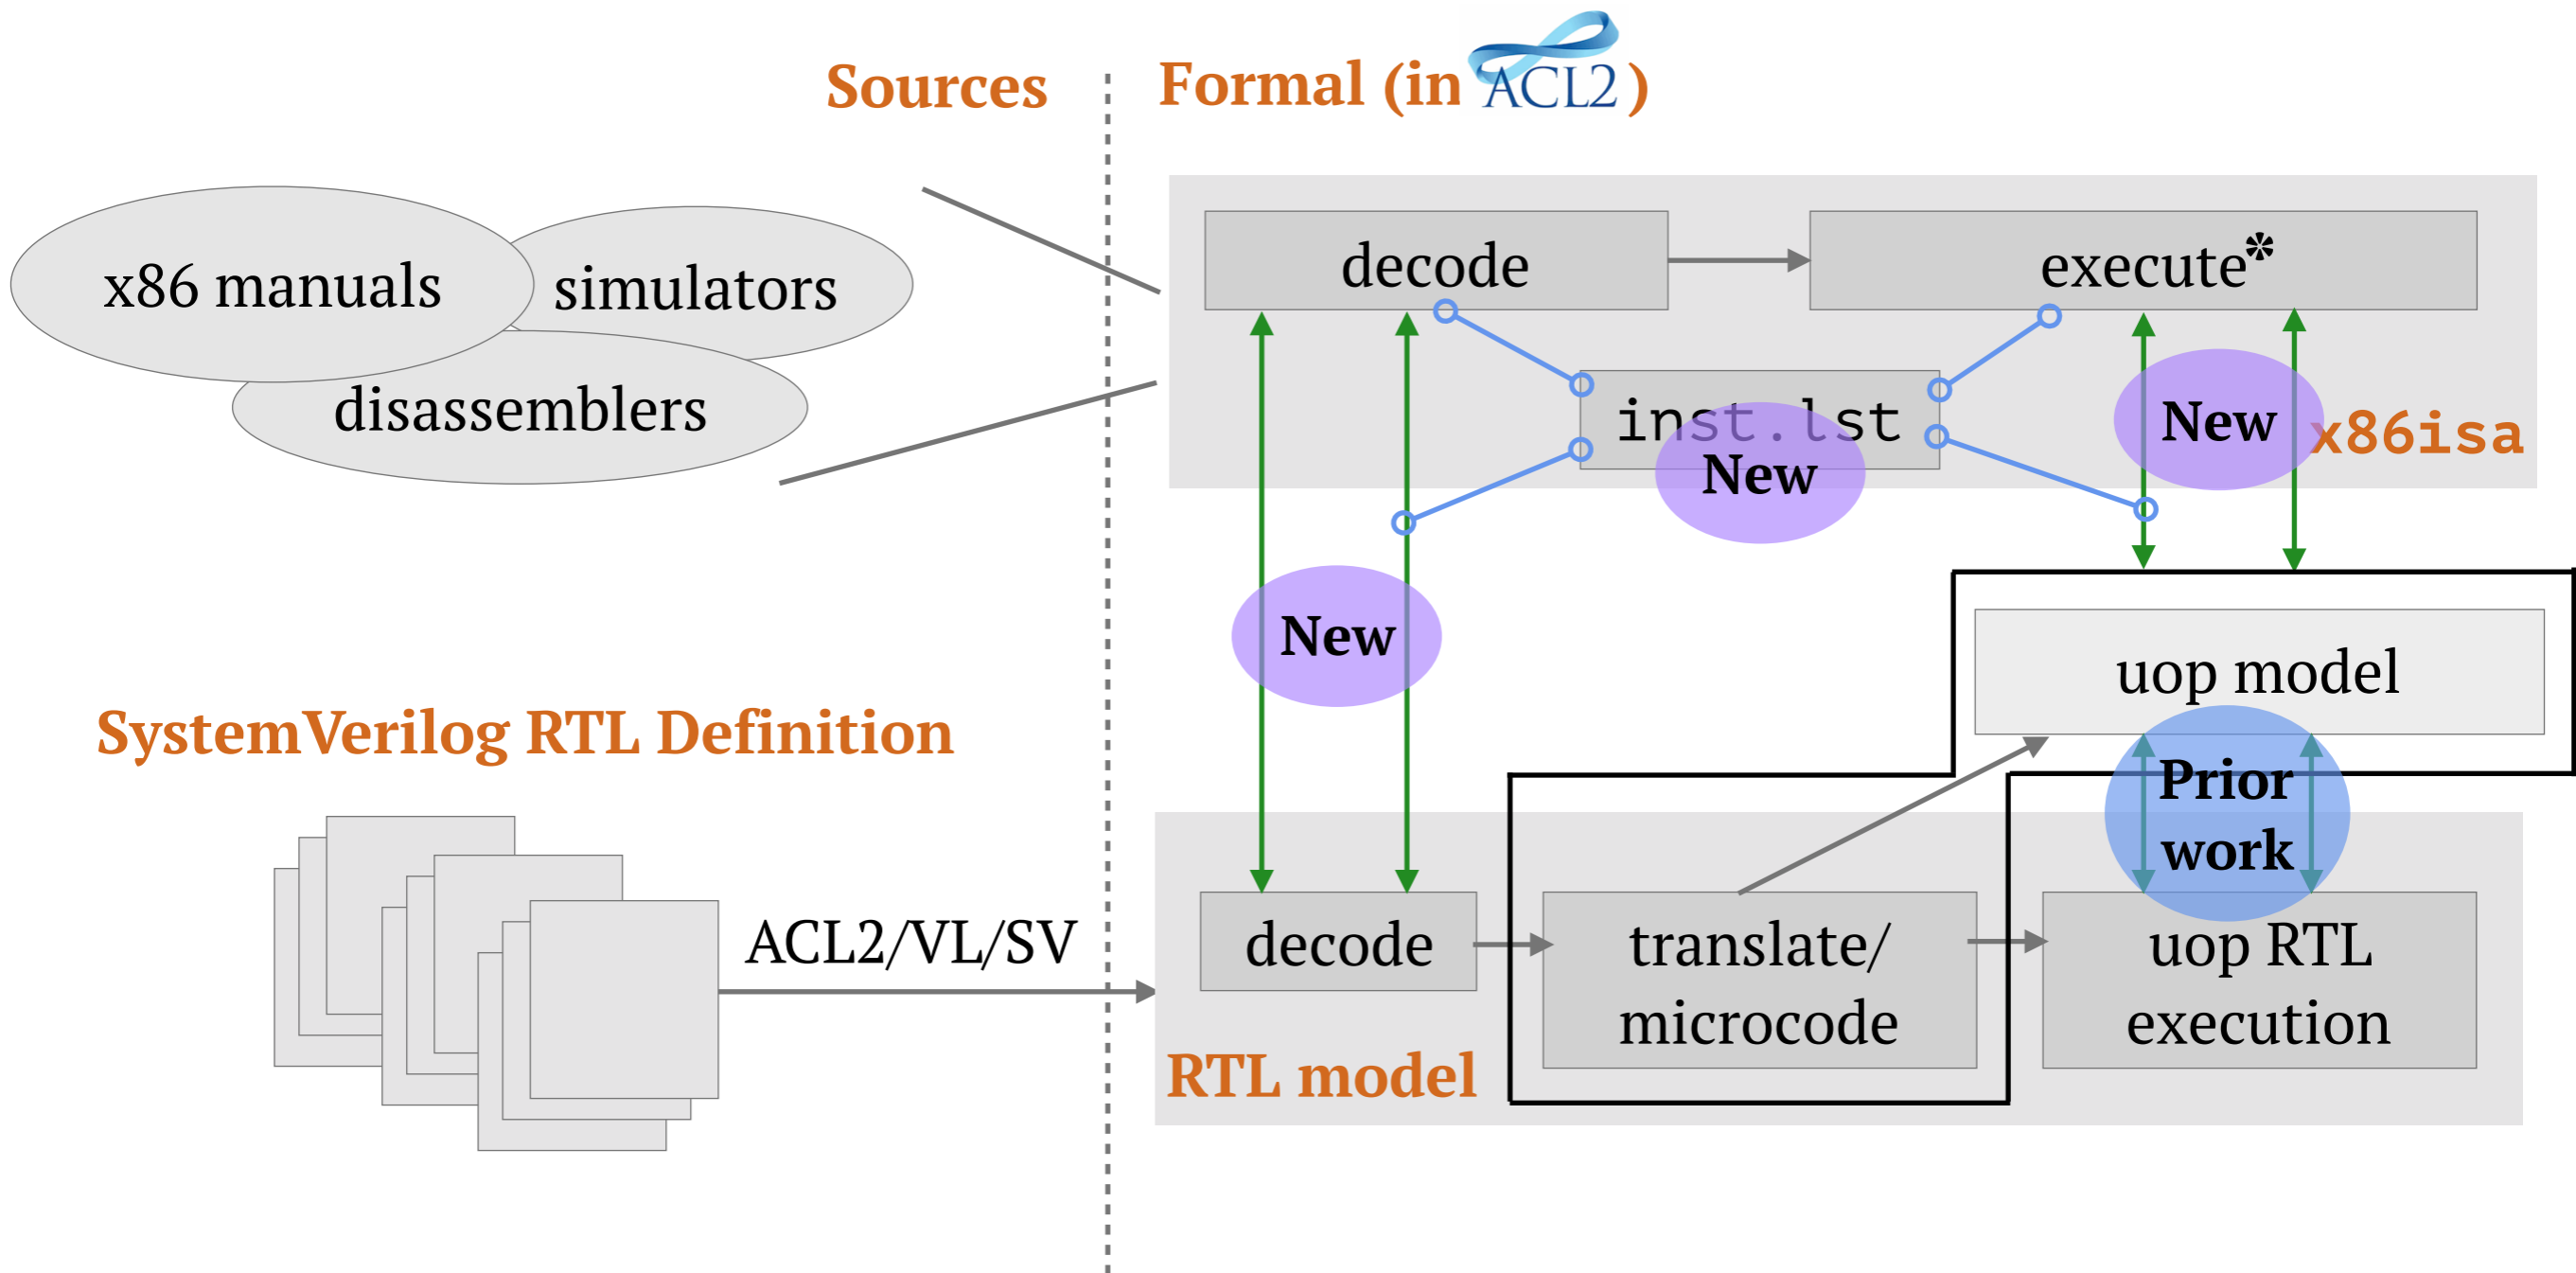 Sources
Formal (in ACL2)
x86 manuals
simulators
disassemblers
decode
execute*
inst.lst
New
New
x86isa
New
uop model
SystemVerilog RTL Definition
Prior
work
ACL2/VL/SV
decode
translate/
microcode
uop RTL
execution
RTL model